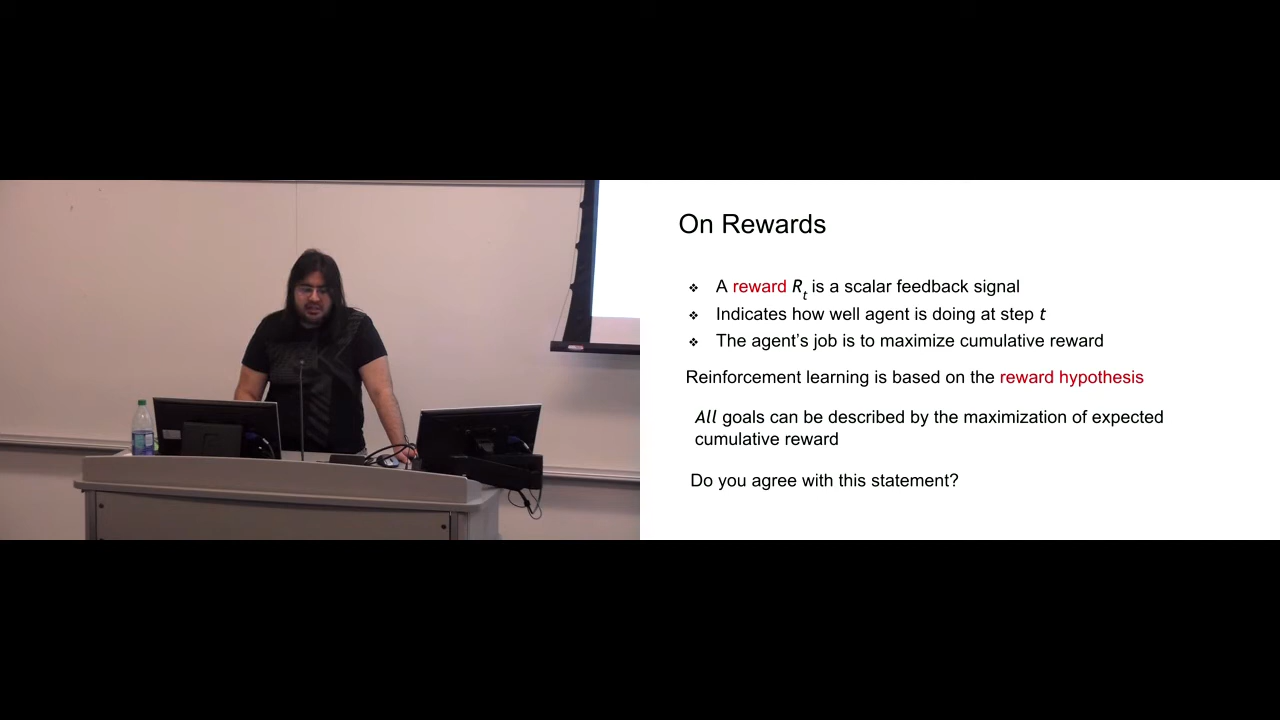 On Rewards
❖ A reward Rt is a scalar feedback signal
❖ Indicates how well agent is doing at step t
❖ The agent's job is to maximize cumulative reward
Reinforcement learning is based on the reward hypothesis
All goals can be described by the maximization of expected
cumulative reward
Do you agree with this statement?